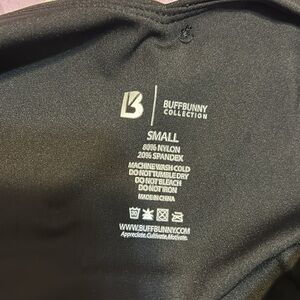 B
BUFFBUNNY
COLLECTION
SMALL
80% NYLON
20% SPANDEX
MACHINE WASH COLD
DO NOT TUMBLE DRY
DO NOT BLEACH
DO NOT IRON
MADE IN CHINA
WWW.BUFFBUNNY.COM
Appreciate.Cultivate.Motivate.